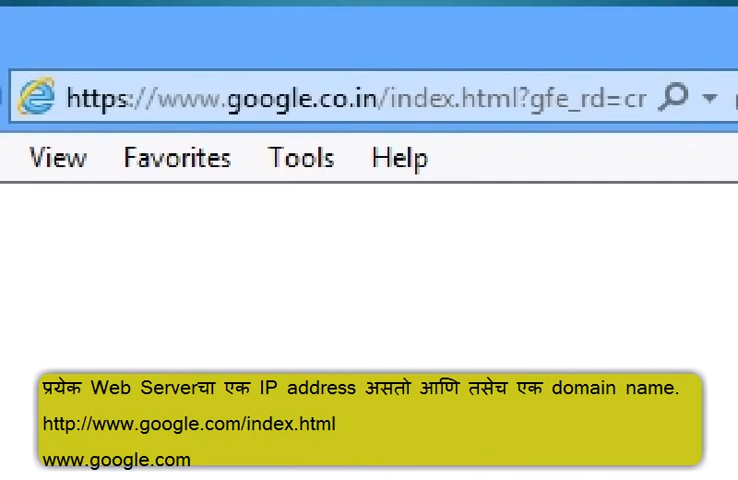 https://www.google.co.in/index.html?gfe_rd=cr
View Favorites Tools Help
प्रयेक Web Serverचा एक IP address असतो आणि तसेच एक domain name.
http://www.google.com/index.html
www.google.com